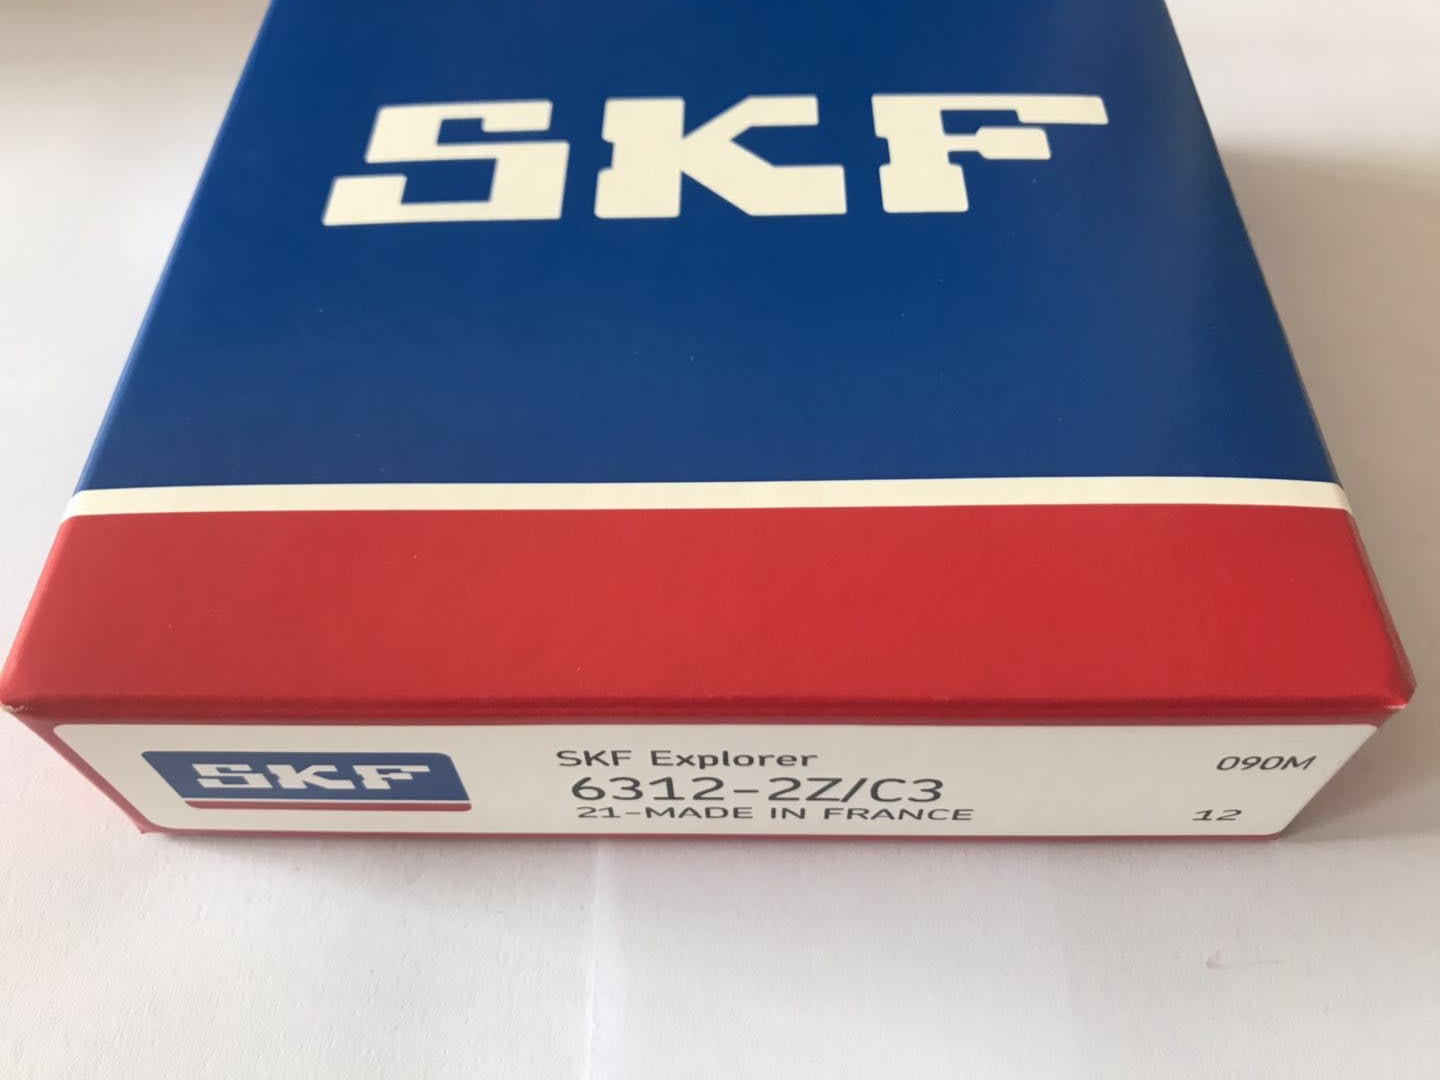 SKF
SKF
SKF Explorer
6312-2Z/C3
21-MADE IN FRANCE
090M
12